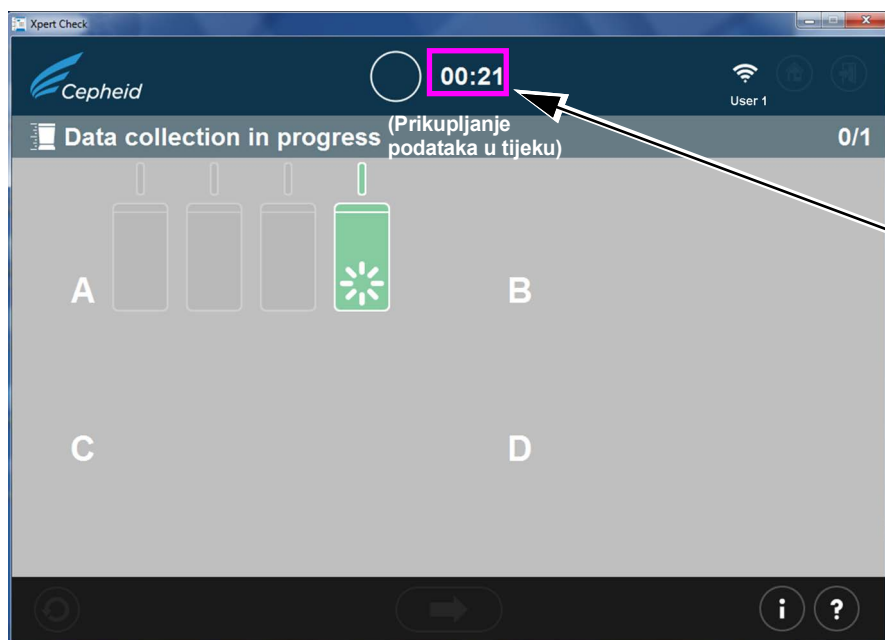 Xpert Check
Cepheid
00:21
User 1
Data collection in progress
(Prikupljanje
podataka u tijeku)
0/1
A
B
C
D
i
?